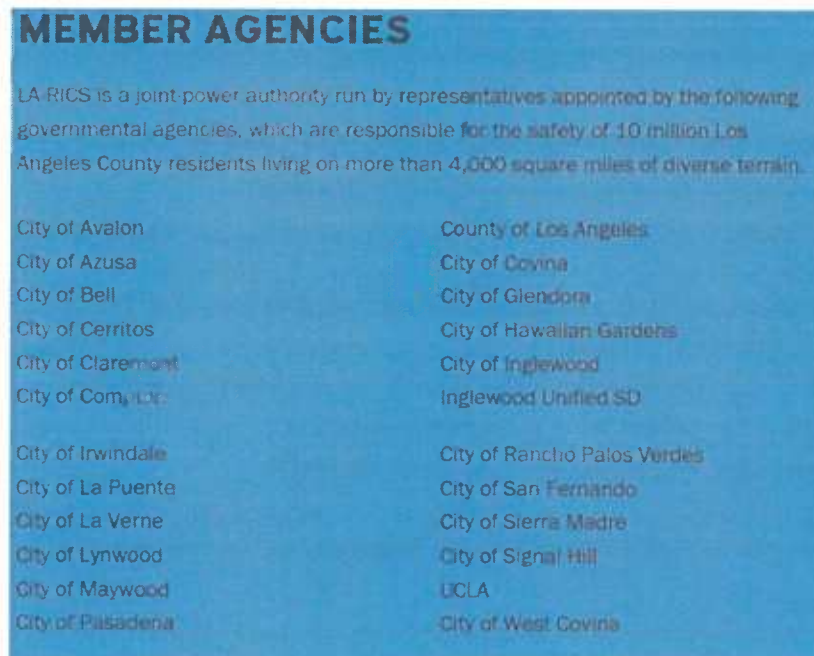 MEMBER AGENCIES
LA-RICS is a joint-power authority run by representatives appointed by the following
governmental agencies, which are responsible for the safety of 10 million Los
Angeles County residents living on more than 4,000 square miles of diverse terrain.
City of Avalon
City of Azusa
City of Bell
City of Cerritos
City of Claremont
City of Compton
County of Los Angeles
City of Covina
City of Glendora
City of Hawaiian Gardens
City of Inglewood
Inglewood Unified SD
City of Irwindale
City of La Puente
City of La Verne
City of Lynwood
City of Maywood
City of Pasadena
City of Rancho Palos Verdes
City of San Fernando
City of Sierra Madre
City of Signal Hill
UCLA
City of West Covina